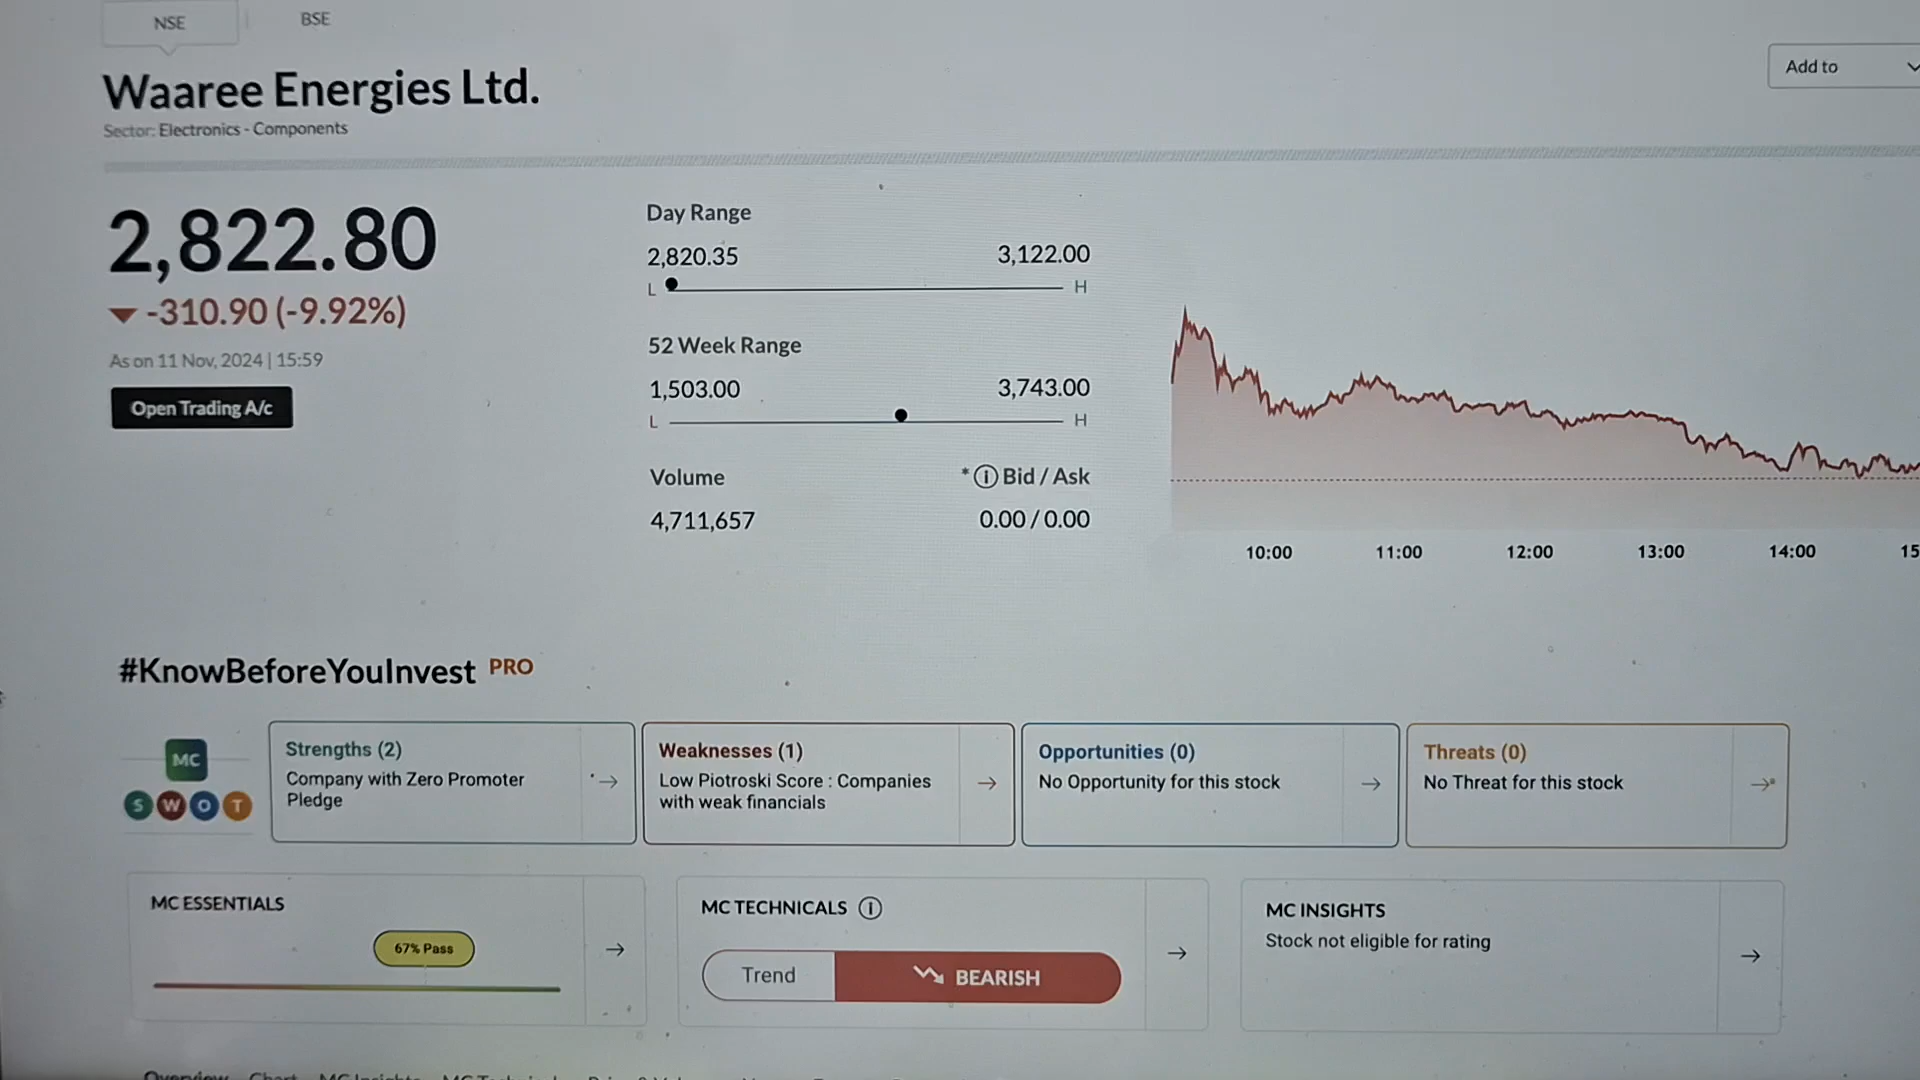 NSE
BSE
Add to
Waaree Energies Ltd.
Sector: Electronics - Components
2,822.80
-310.90 (-9.92%)
As on 11 Nov, 2024 | 15:59
Open Trading A/c
Day Range
2,820.35
3,122.00
L
H
52 Week Range
1,503.00
3,743.00
L
H
Volume
* Bid / Ask
4,711,657
0.00 / 0.00
10:00
11:00
12:00
13:00
14:00
15
#KnowBeforeYouInvest PRO
MC
S W O T
Strengths (2)
Company with Zero Promoter
Pledge
Weaknesses (1)
Low Piotroski Score : Companies
with weak financials
Opportunities (0)
No Opportunity for this stock
Threats (0)
No Threat for this stock
MC ESSENTIALS
67% Pass
MC TECHNICALS
Trend
BEARISH
MC INSIGHTS
Stock not eligible for rating
Overview Chart MC Insights